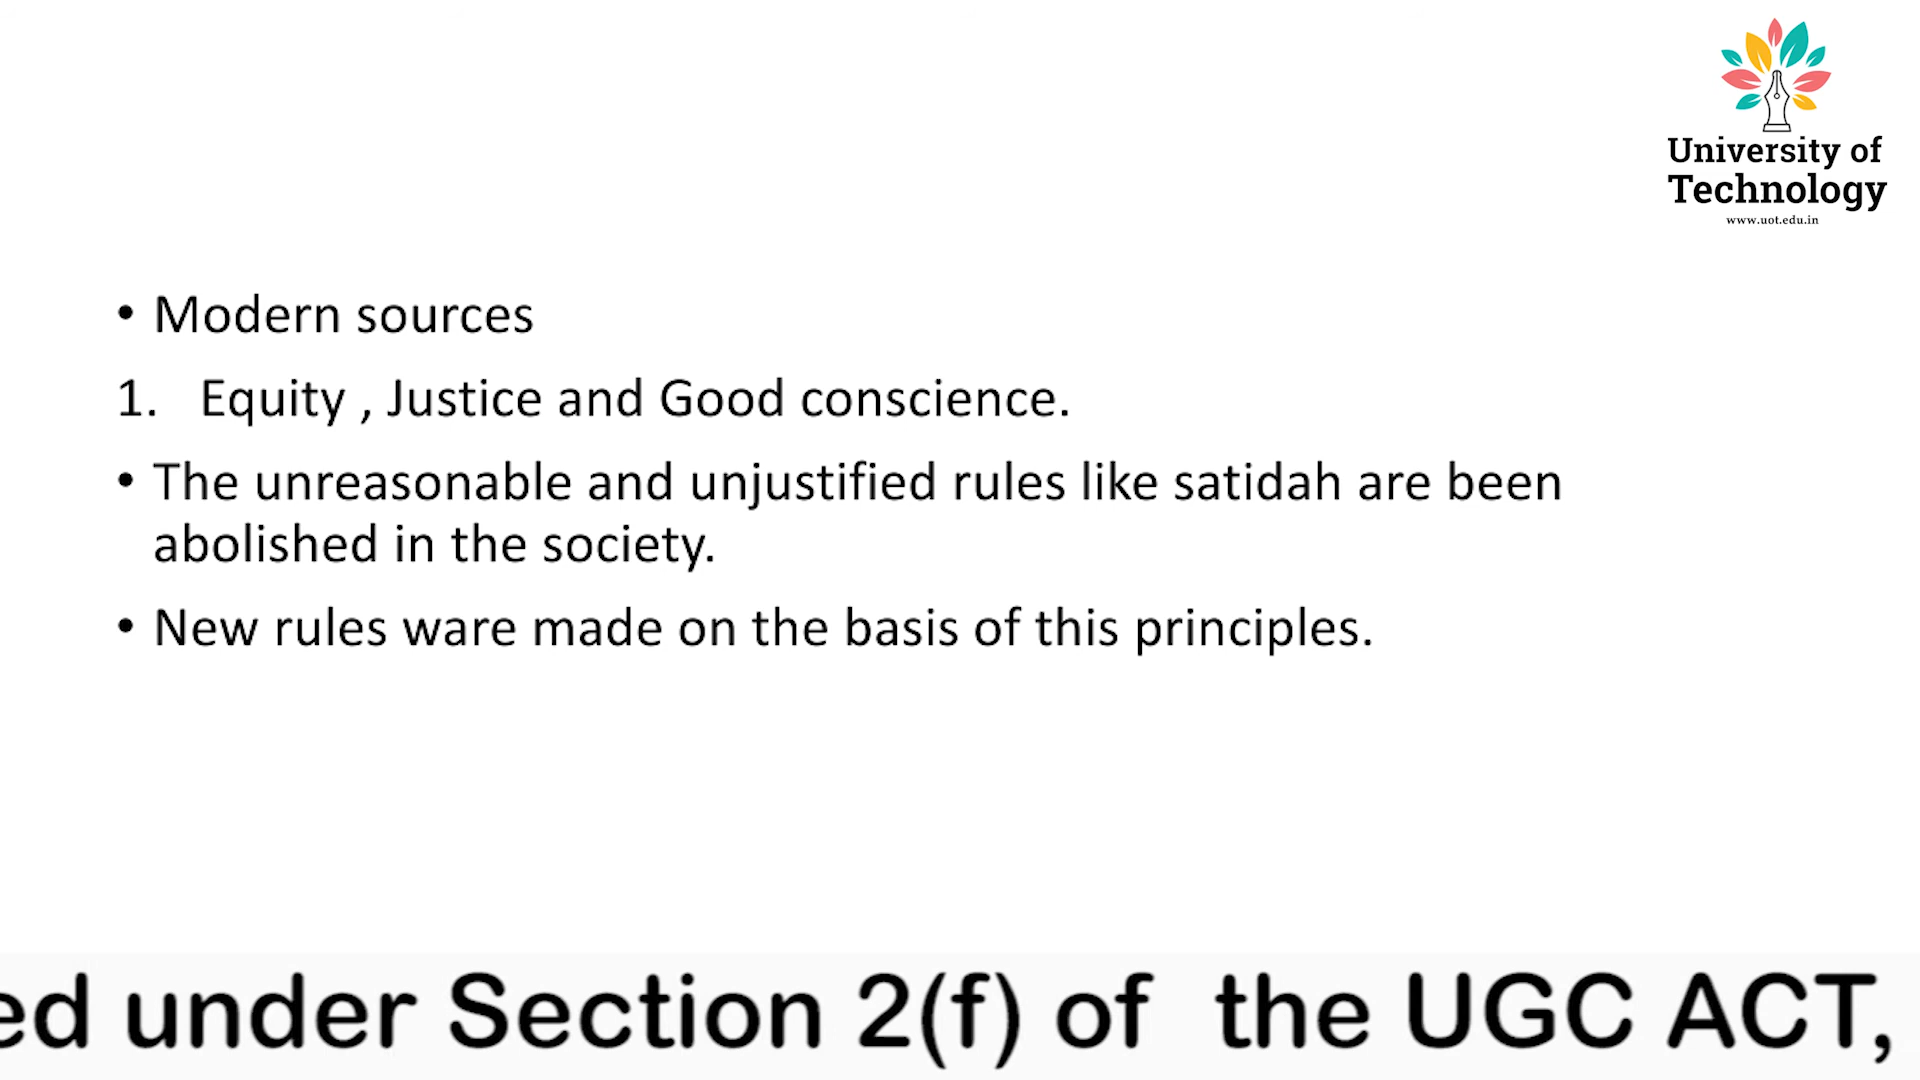 University of
Technology
www.uot.edu.in
• Modern sources
1. Equity , Justice and Good conscience.
• The unreasonable and unjustified rules like satidah are been
abolished in the society.
• New rules ware made on the basis of this principles.
ed under Section 2(f) of the UGC ACT,